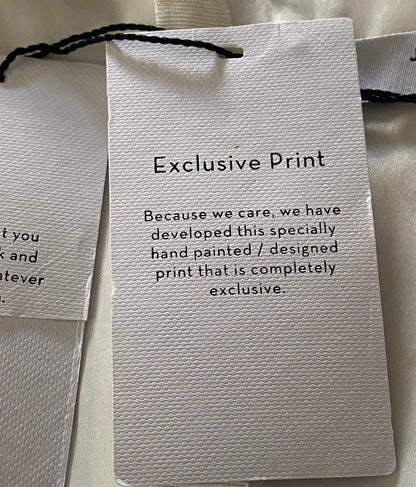 Exclusive Print
Because we care, we have
developed this specially
hand painted / designed
print that is completely
exclusive.
t you
k and
atever